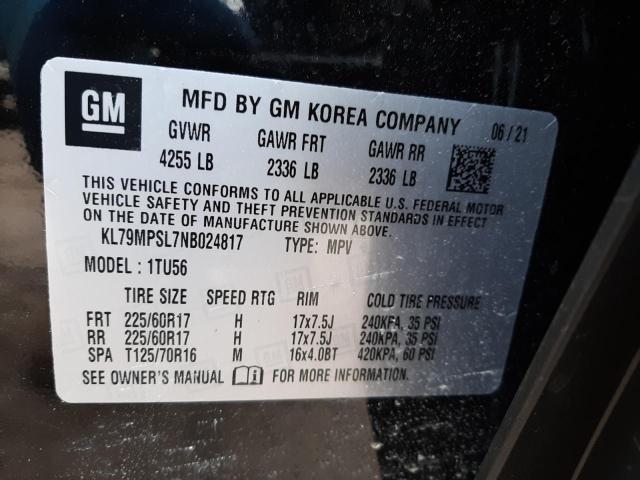 GM MFD BY GM KOREA COMPANY 06/21
GVWR GAWR FRT GAWR RR
4255 LB 2336 LB 2336 LB
THIS VEHICLE CONFORMS TO ALL APPLICABLE U.S. FEDERAL MOTOR
VEHICLE SAFETY AND THEFT PREVENTION STANDARDS IN EFFECT
ON THE DATE OF MANUFACTURE SHOWN ABOVE.
KL79MPSL7NB024817 TYPE: MPV
MODEL: 1TU56
TIRE SIZE SPEED RTG RIM COLD TIRE PRESSURE
FRT 225/60R17 H 17x7.5J 240KPA, 35 PSI
RR 225/60R17 H 17x7.5J 240KPA, 35 PSI
SPA T125/70R16 M 16x4.0BT 420KPA, 60 PSI
SEE OWNER'S MANUAL FOR MORE INFORMATION.